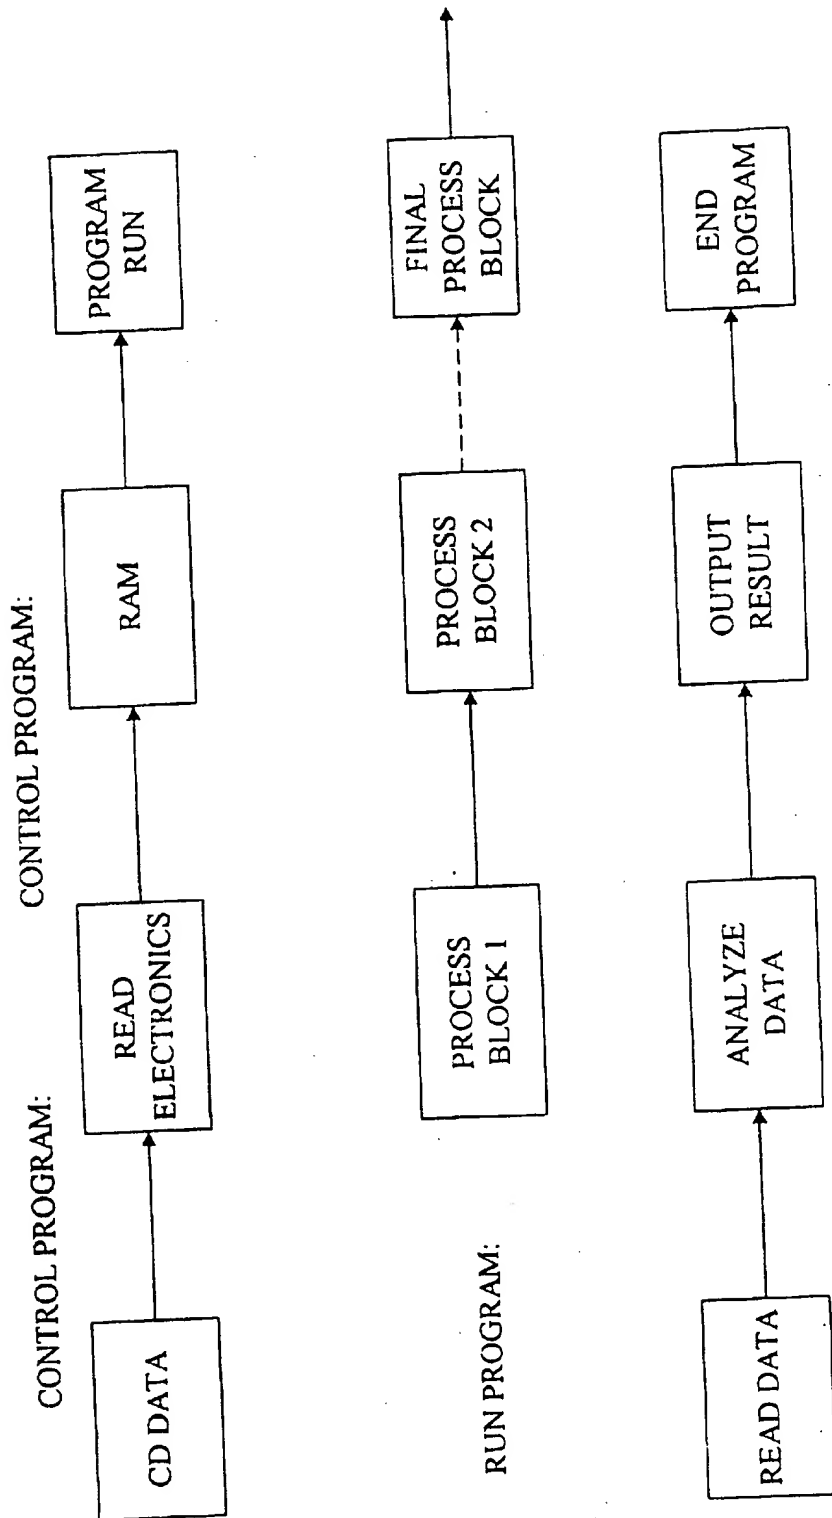 CONTROL PROGRAM:
CONTROL PROGRAM:
CD DATA
READ
ELECTRONICS
RAM
PROGRAM
RUN
RUN PROGRAM:
PROCESS
BLOCK 1
PROCESS
BLOCK 2
FINAL
PROCESS
BLOCK
READ DATA
ANALYZE
DATA
OUTPUT
RESULT
END
PROGRAM